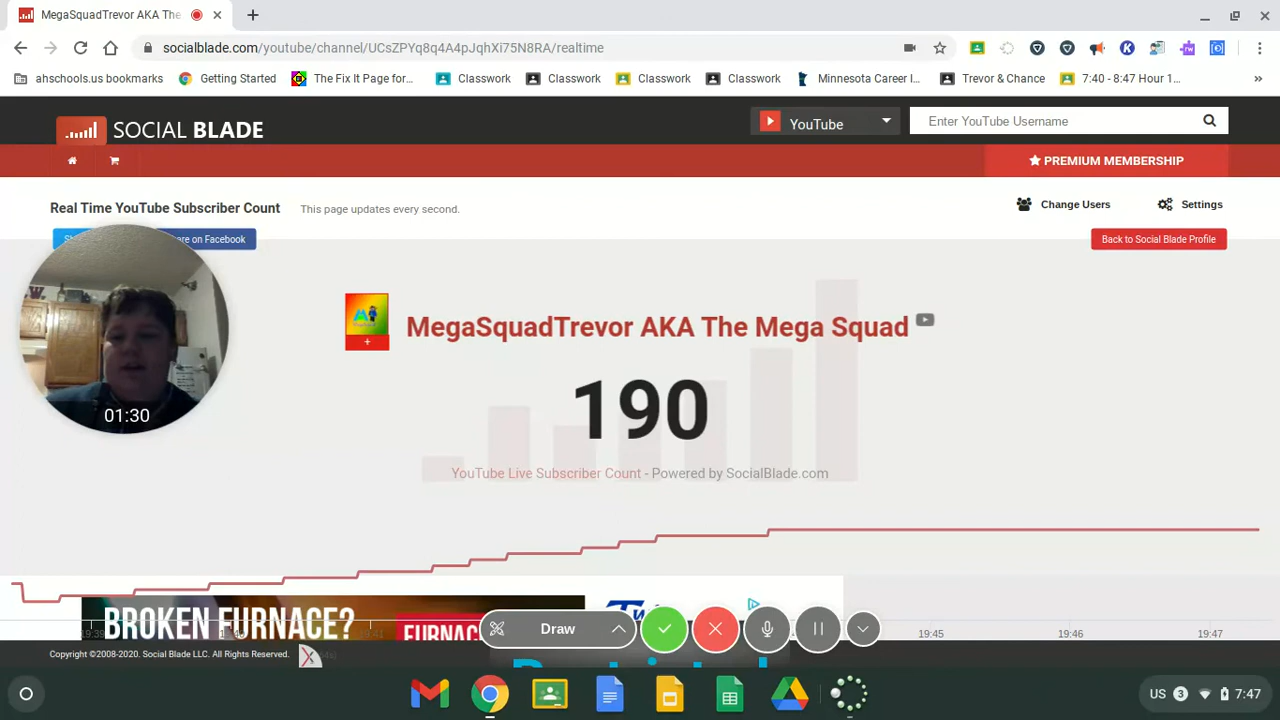 MegaSquadTrevor AKA The
socialblade.com/youtube/channel/UCsZPYq8q4A4pJqhXi75N8RA/realtime
ahschools.us bookmarks
Getting Started
The Fix It Page for...
Classwork
Classwork
Classwork
Classwork
Minnesota Career I...
Trevor & Chance
7:40 - 8:47 Hour 1...
»
SOCIAL BLADE
YouTube
Enter YouTube Username
PREMIUM MEMBERSHIP
Real Time YouTube Subscriber Count
This page updates every second.
Change Users
Settings
on Facebook
Back to Social Blade Profile
MegaSquadTrevor AKA The Mega Squad
+
190
YouTube Live Subscriber Count - Powered by SocialBlade.com
01:30
BROKEN FURNACE?
Draw
19:39
19:41
19:45
19:46
19:47
Copyright ©2008-2020. Social Blade LLC. All Rights Reserved.
US
3
7:47